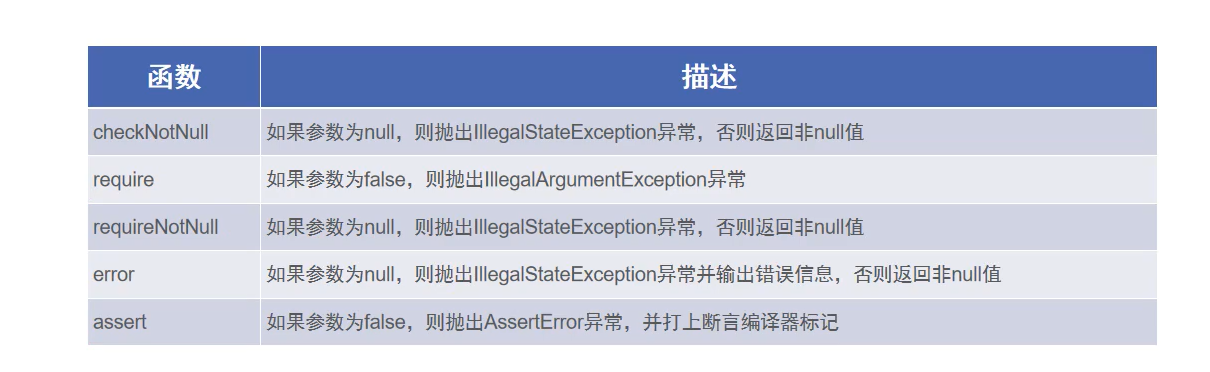 函数 描述
checkNotNull 如果参数为null，则抛出IllegalStateException异常，否则返回非null值
require 如果参数为false，则抛出IllegalArgumentException异常
requireNotNull 如果参数为null，则抛出IllegalStateException异常，否则返回非null值
error 如果参数为null，则抛出IllegalStateException异常并输出错误信息，否则返回非null值
assert 如果参数为false，则抛出AssertError异常，并打上断言编译器标记